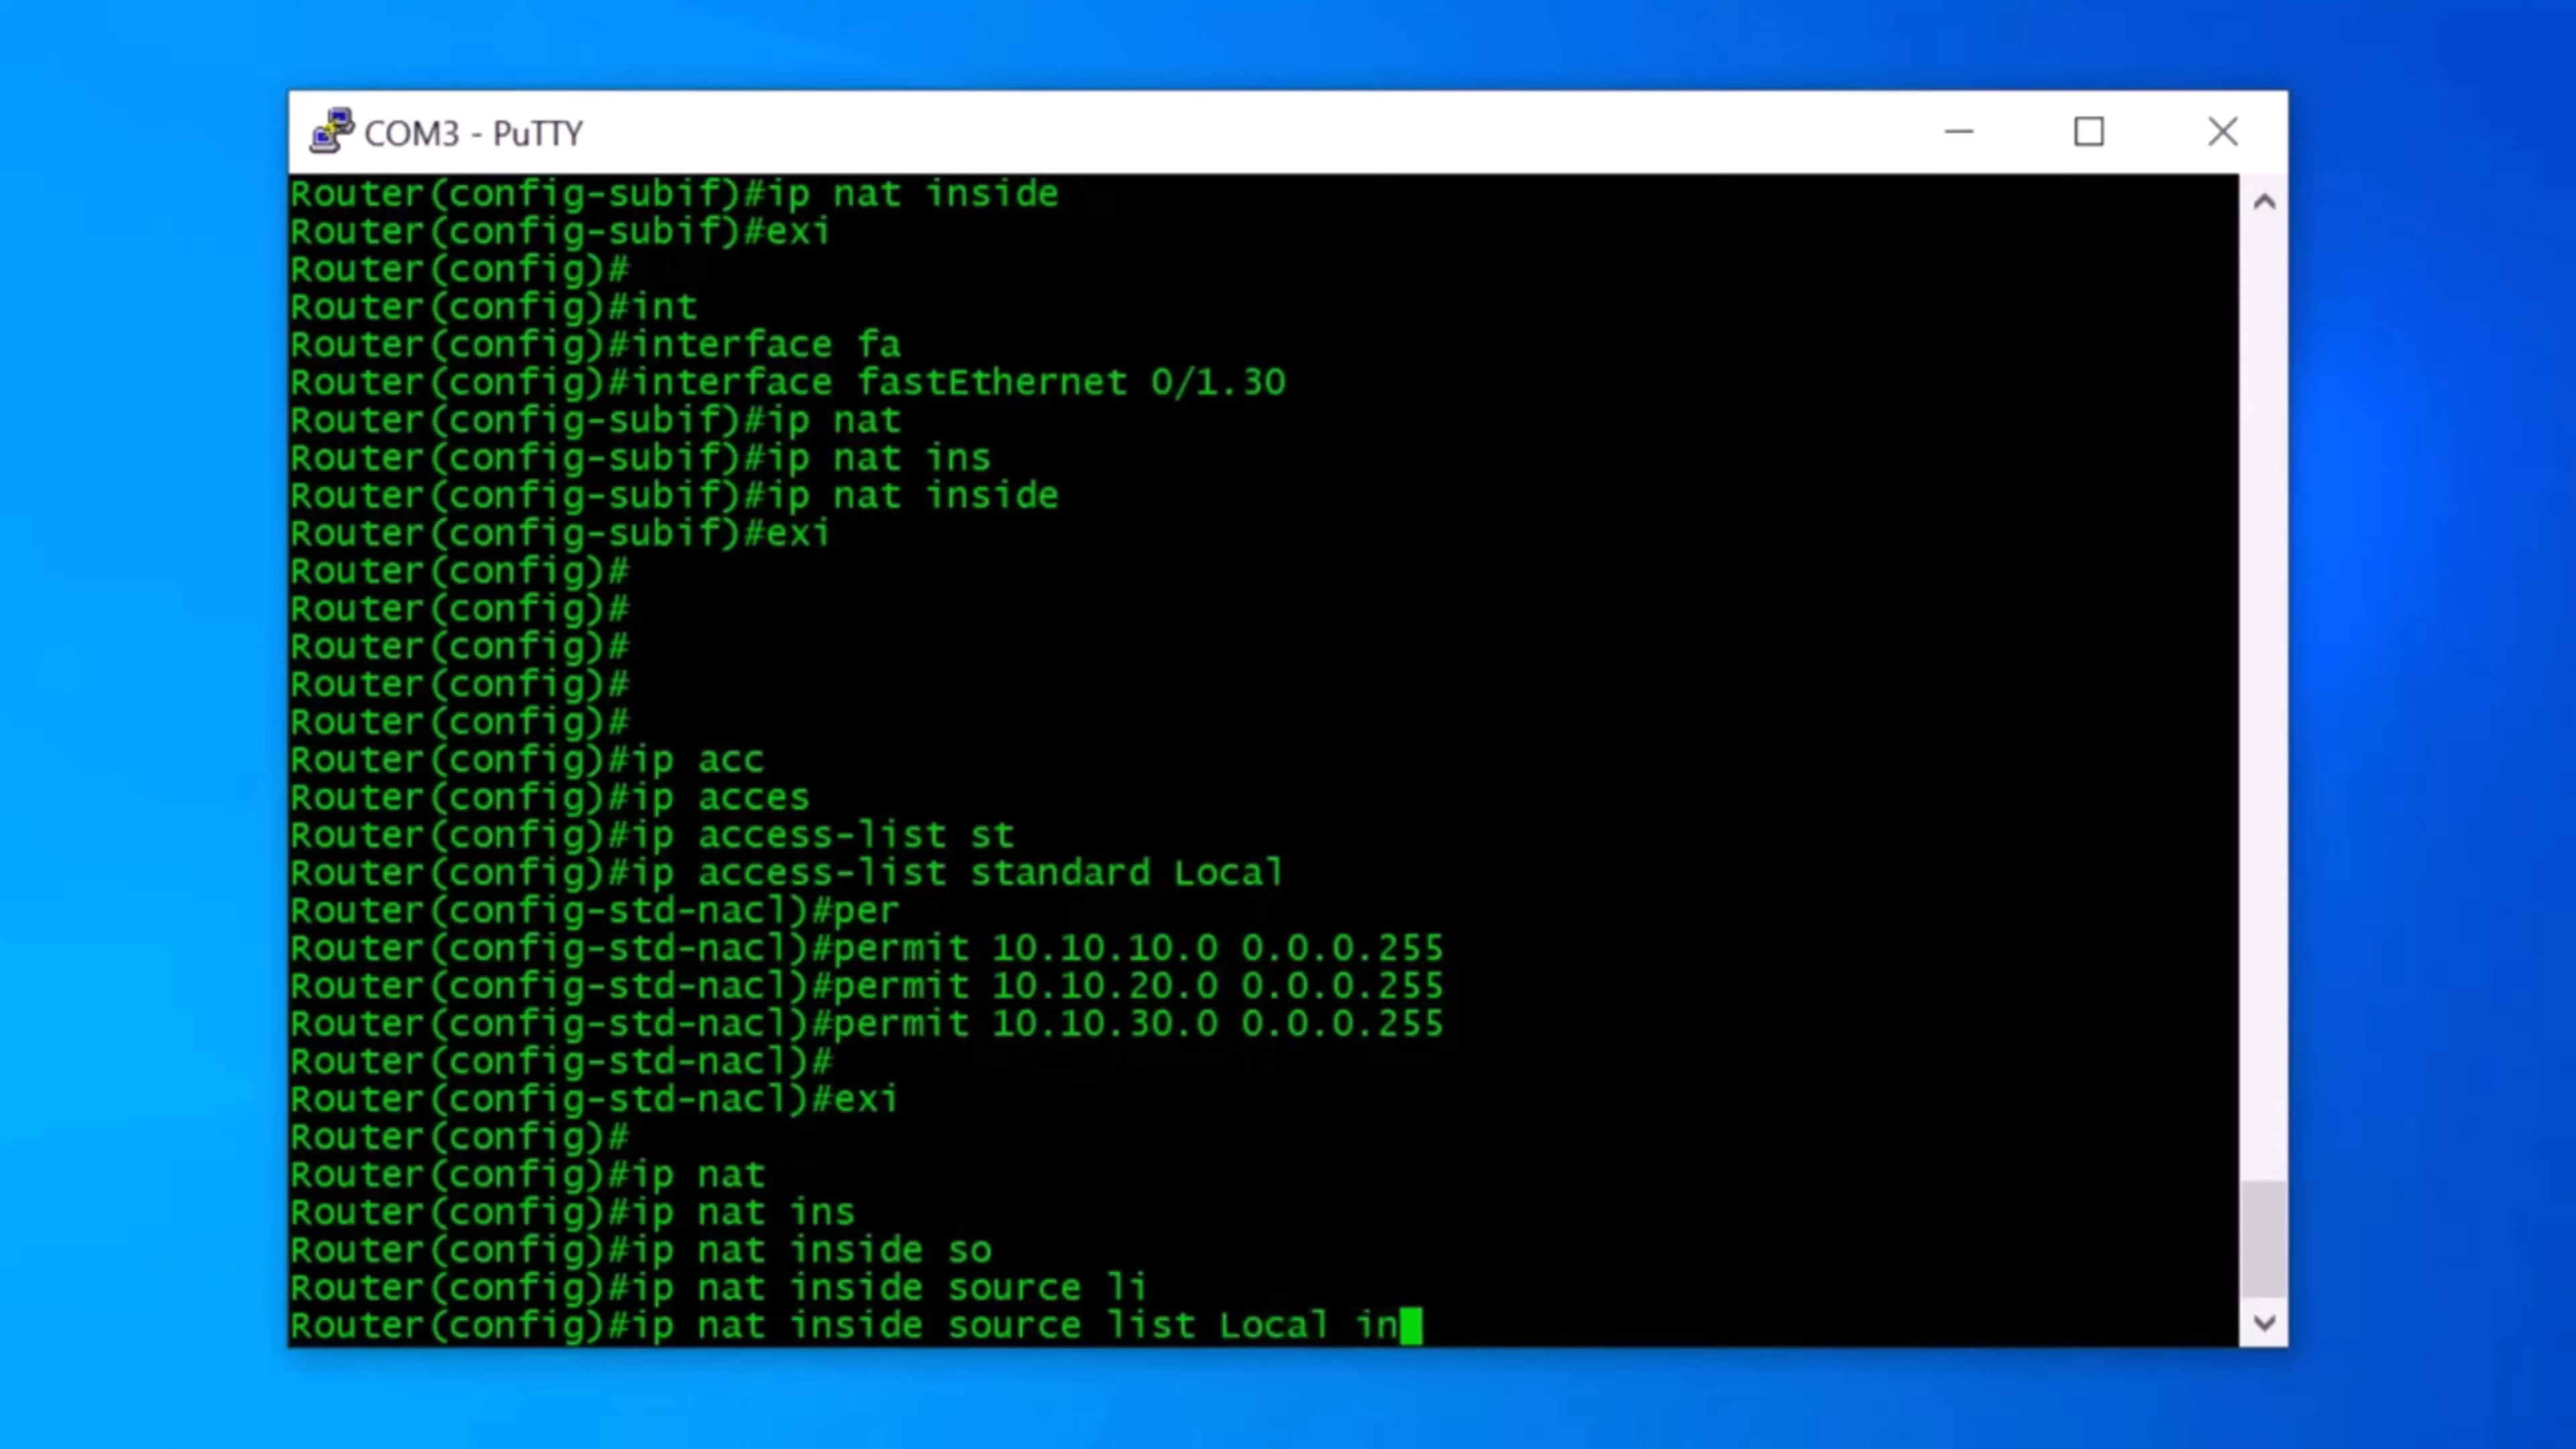 COM3 - PuTTY
Router(config-subif)#ip nat inside
Router(config-subif)#exi
Router(config)#
Router(config)#int
Router(config)#interface fa
Router(config)#interface fastEthernet 0/1.30
Router(config-subif)#ip nat
Router(config-subif)#ip nat ins
Router(config-subif)#ip nat inside
Router(config-subif)#exi
Router(config)#
Router(config)#
Router(config)#
Router(config)#
Router(config)#
Router(config)#ip acc
Router(config)#ip acces
Router(config)#ip access-list st
Router(config)#ip access-list standard Local
Router(config-std-nacl)#per
Router(config-std-nacl)#permit 10.10.10.0 0.0.0.255
Router(config-std-nacl)#permit 10.10.20.0 0.0.0.255
Router(config-std-nacl)#permit 10.10.30.0 0.0.0.255
Router(config-std-nacl)#
Router(config-std-nacl)#exi
Router(config)#
Router(config)#ip nat
Router(config)#ip nat ins
Router(config)#ip nat inside so
Router(config)#ip nat inside source li
Router(config)#ip nat inside source list Local in